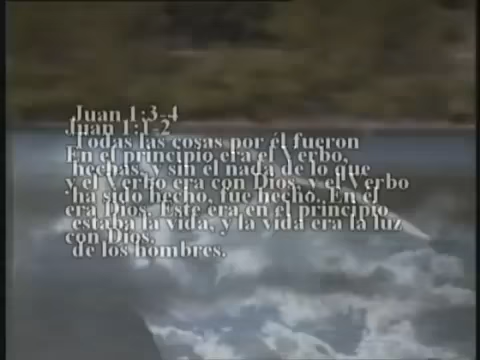 Juan 1:3-4
Juan 1:1-2
Todas las cosas por él fueron
En el principio era el Verbo,
hechas, y sin el nada de lo que
y el Verbo era con Dios, y el Verbo
ha sido hecho, fue hecho. En el
era Dios. Este era en el principio
estaba la vida, y la vida era la luz
con Dios.
de los hombres.